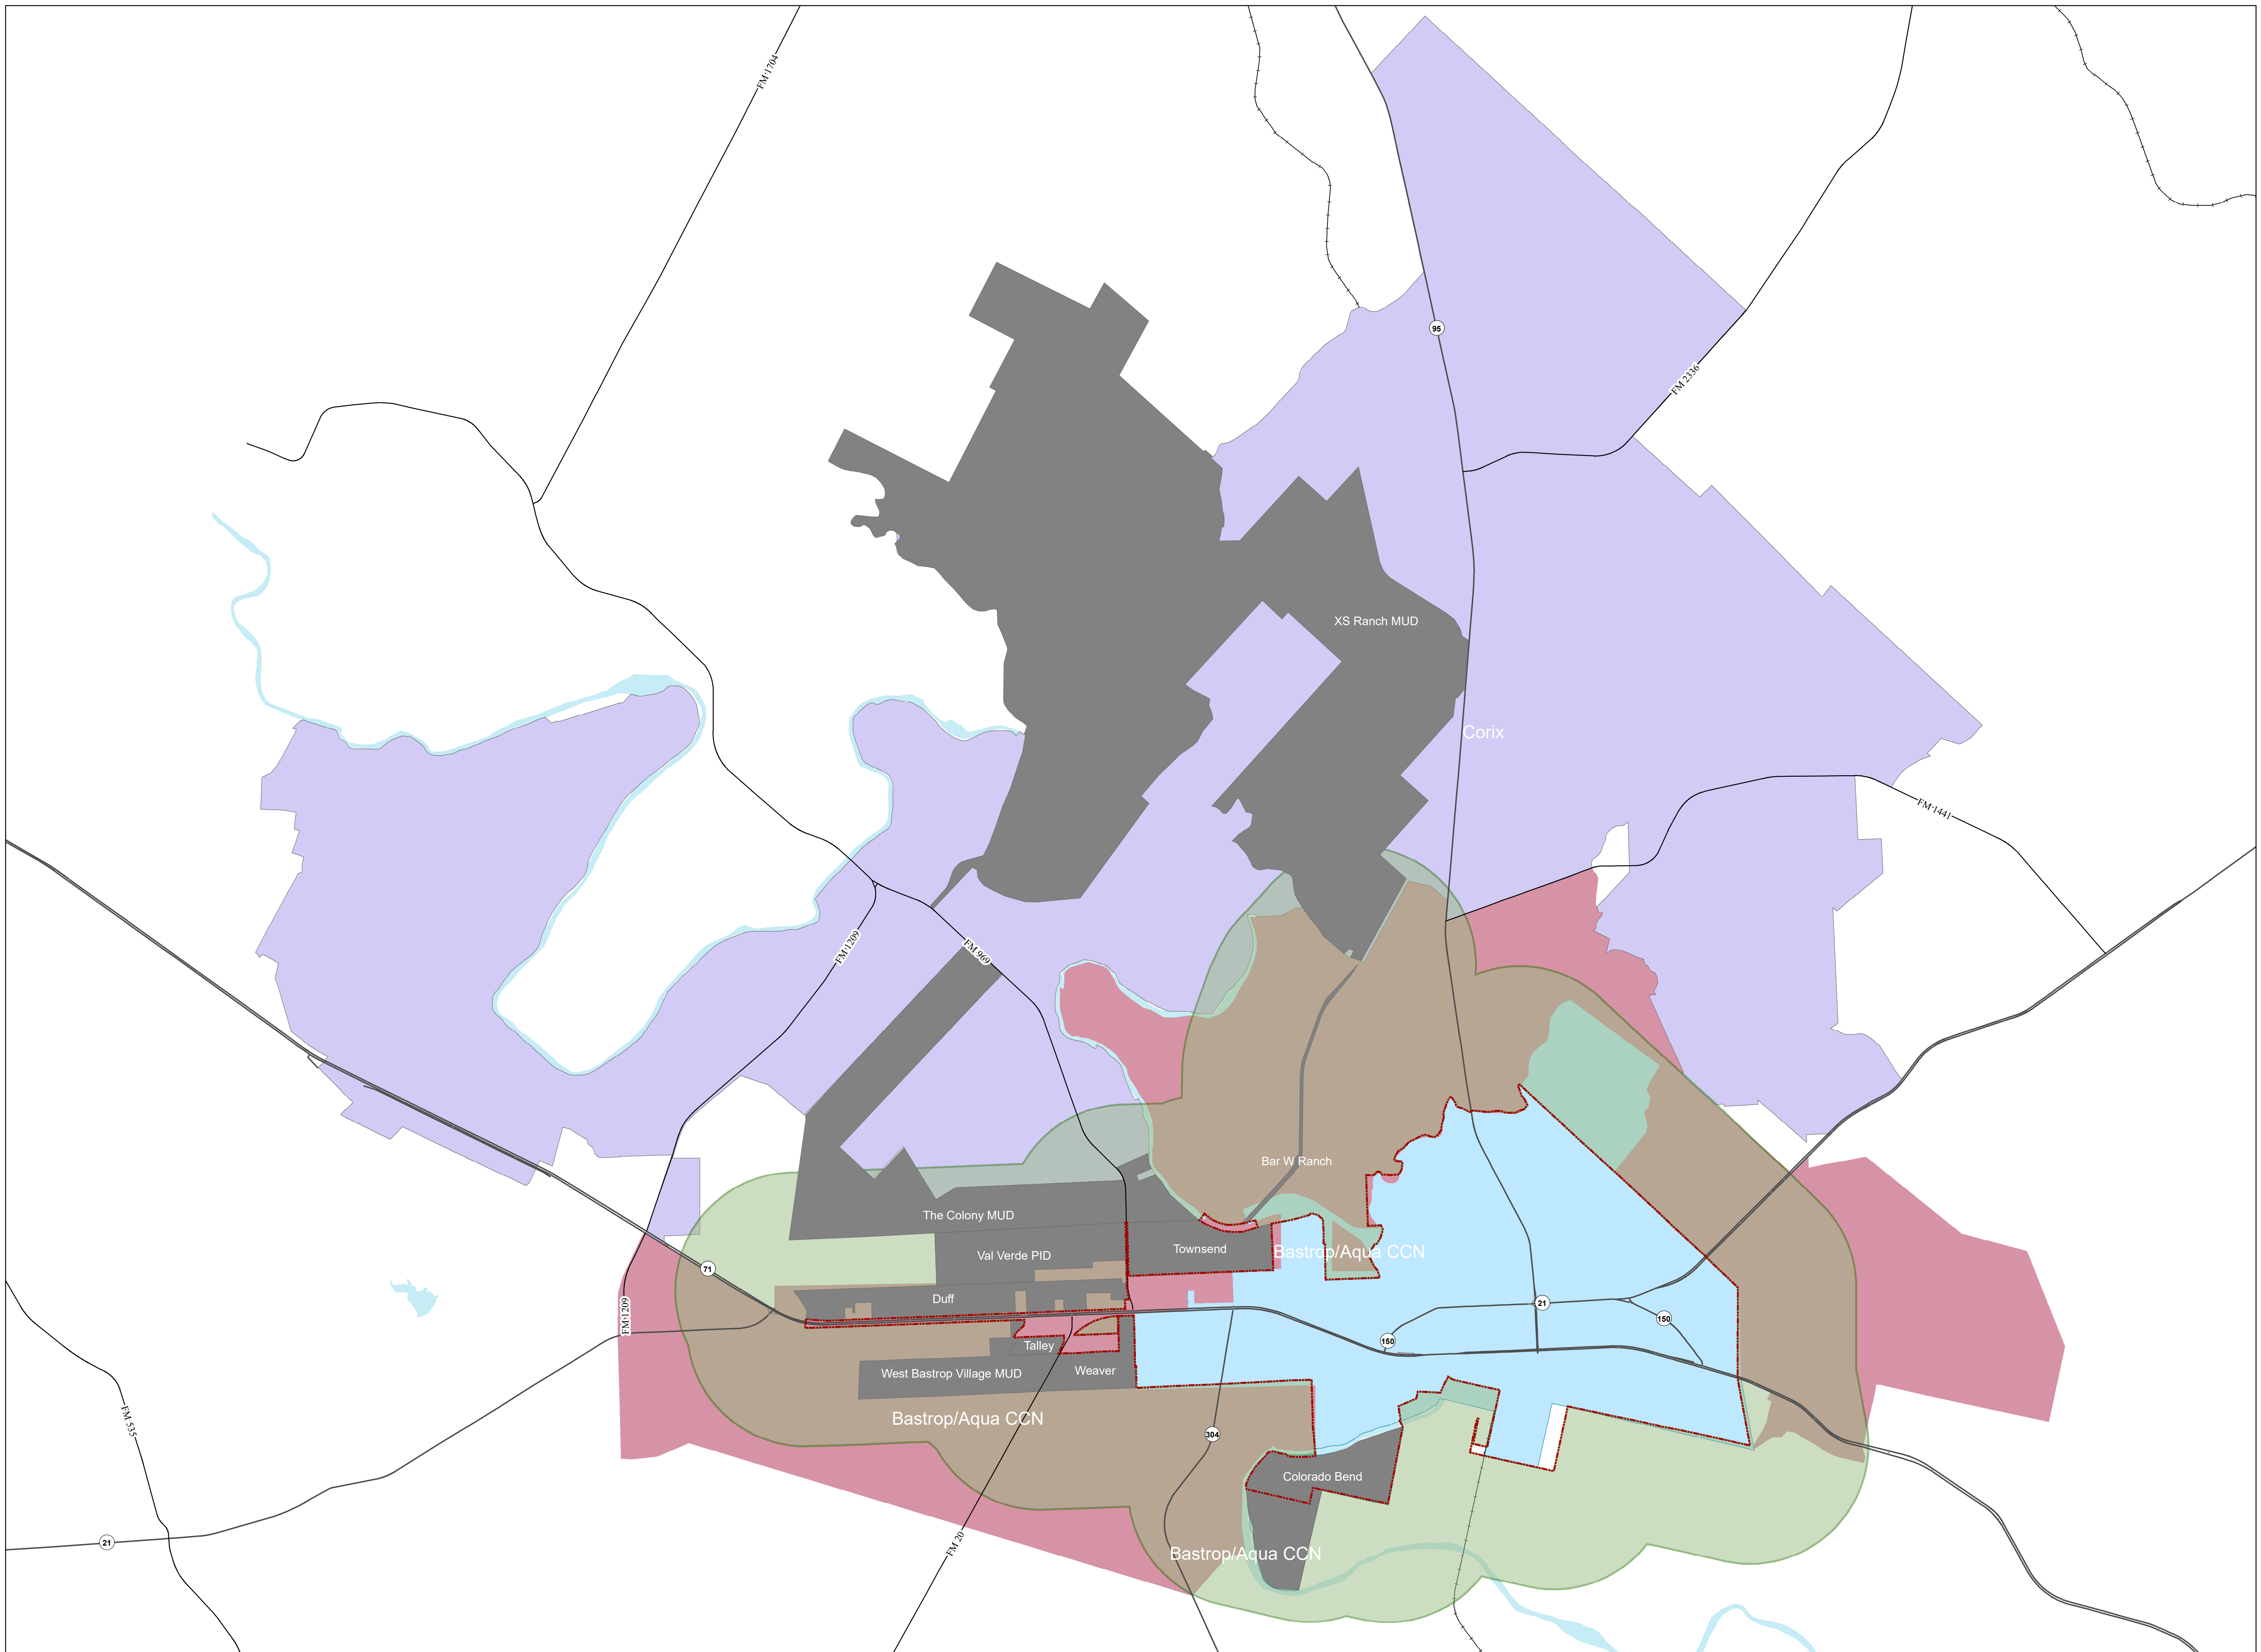 FM 1704
95
FM 2336
XS Ranch MUD
Corix
FM 1441
FM 1209
FM 969
Bar W Ranch
The Colony MUD
Val Verde PID
Townsend
Bastrop/Aqua CCN
71
Duff
21
FM 1209
150
150
Talley
West Bastrop Village MUD
Weaver
FM 535
Bastrop/Aqua CCN
304
Colorado Bend
21
FM 20
Bastrop/Aqua CCN